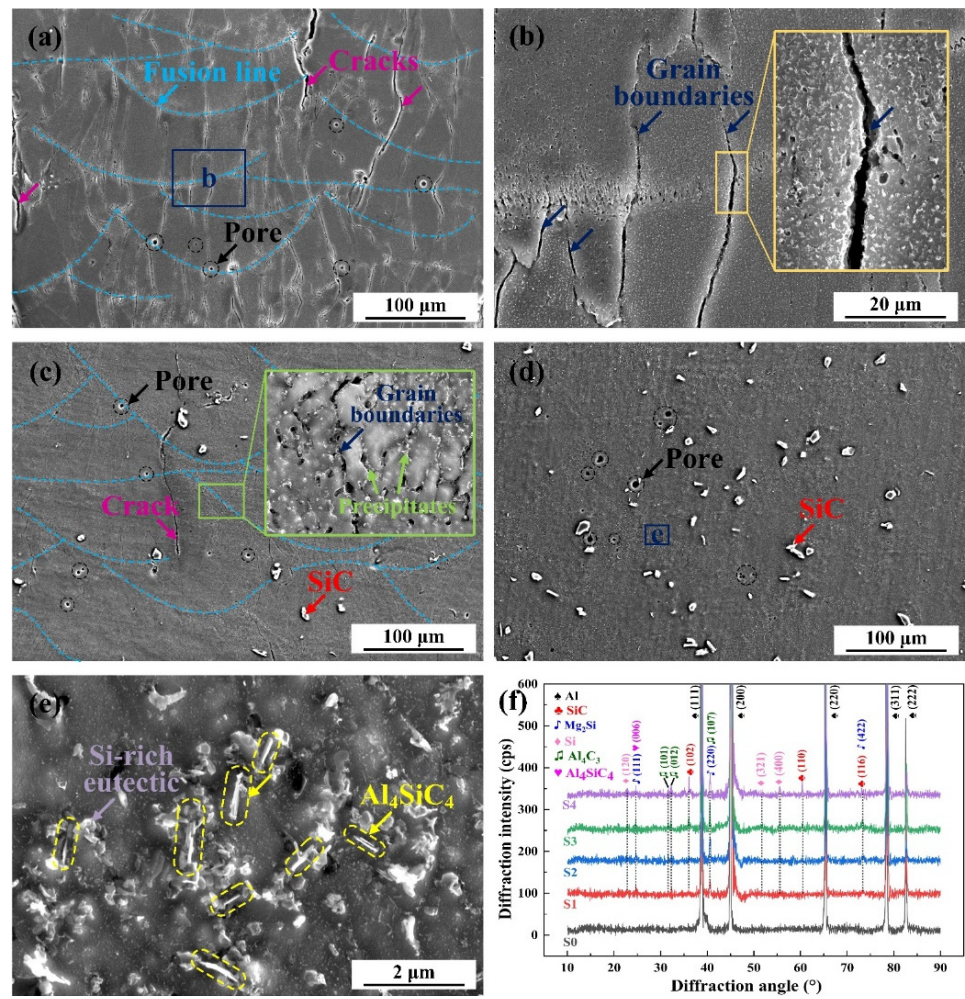 (a)
Fusion line
Cracks
b
Pore
100 μm
(b)
Grain
boundaries
20 μm
(c)
Pore
Crack
Grain
boundaries
Precipitates
SiC
100 μm
(d)
Pore
e
SiC
100 μm
(e)
Si-rich
eutectic
Al₄SiC₄
2 μm
(f)
Diffraction intensity (cps)
600
500
400
300
200
100
0
♠ Al
♣ SiC
♪ Mg₂Si
♦ Si
♫ Al₄C₃
♥ Al₄SiC₄
♦ (120)
♪ (111)
♥ (006)
♫ (101)
♫ (012)
♣ (102)
♠ (111)
♪ (220)
♫ (107)
♠ (200)
♦ (321)
♦ (400)
♣ (110)
♠ (220)
♣ (116)
♪ (422)
♠ (311)
♠ (222)
S4
S3
S2
S1
S0
10 20 30 40 50 60 70 80 90
Diffraction angle (°)